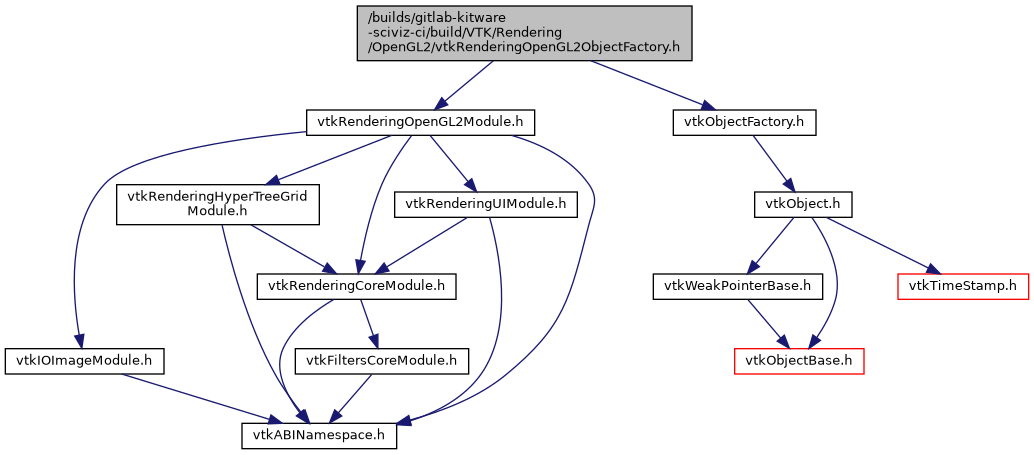 /builds/gitlab-kitware
-sciviz-ci/build/VTK/Rendering
/OpenGL2/vtkRenderingOpenGL2ObjectFactory.h
vtkRenderingOpenGL2Module.h
vtkObjectFactory.h
vtkRenderingHyperTreeGrid
Module.h
vtkRenderingUIModule.h
vtkObject.h
vtkRenderingCoreModule.h
vtkWeakPointerBase.h
vtkTimeStamp.h
vtkIOImageModule.h
vtkFiltersCoreModule.h
vtkObjectBase.h
vtkABINamespace.h